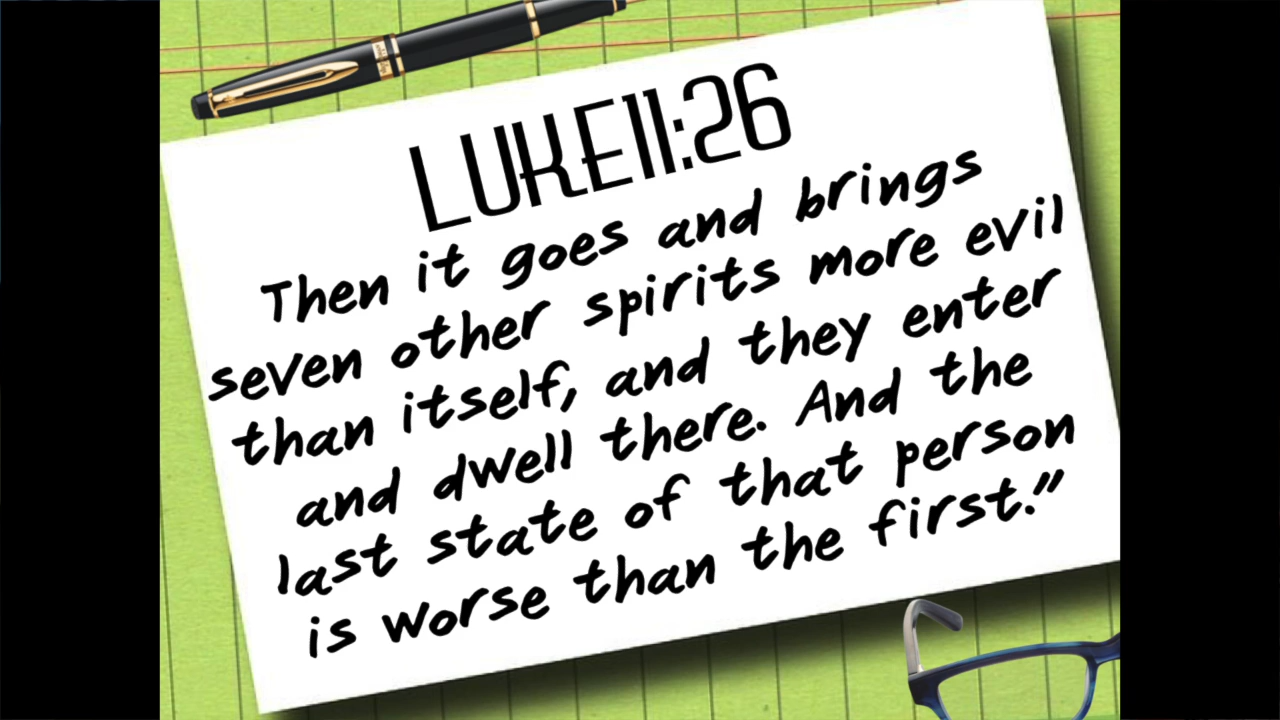 LUKE11:26
Then it goes and brings
seven other spirits more evil
than itself, and they enter
and dwell there. And the
last state of that person
is worse than the first.”